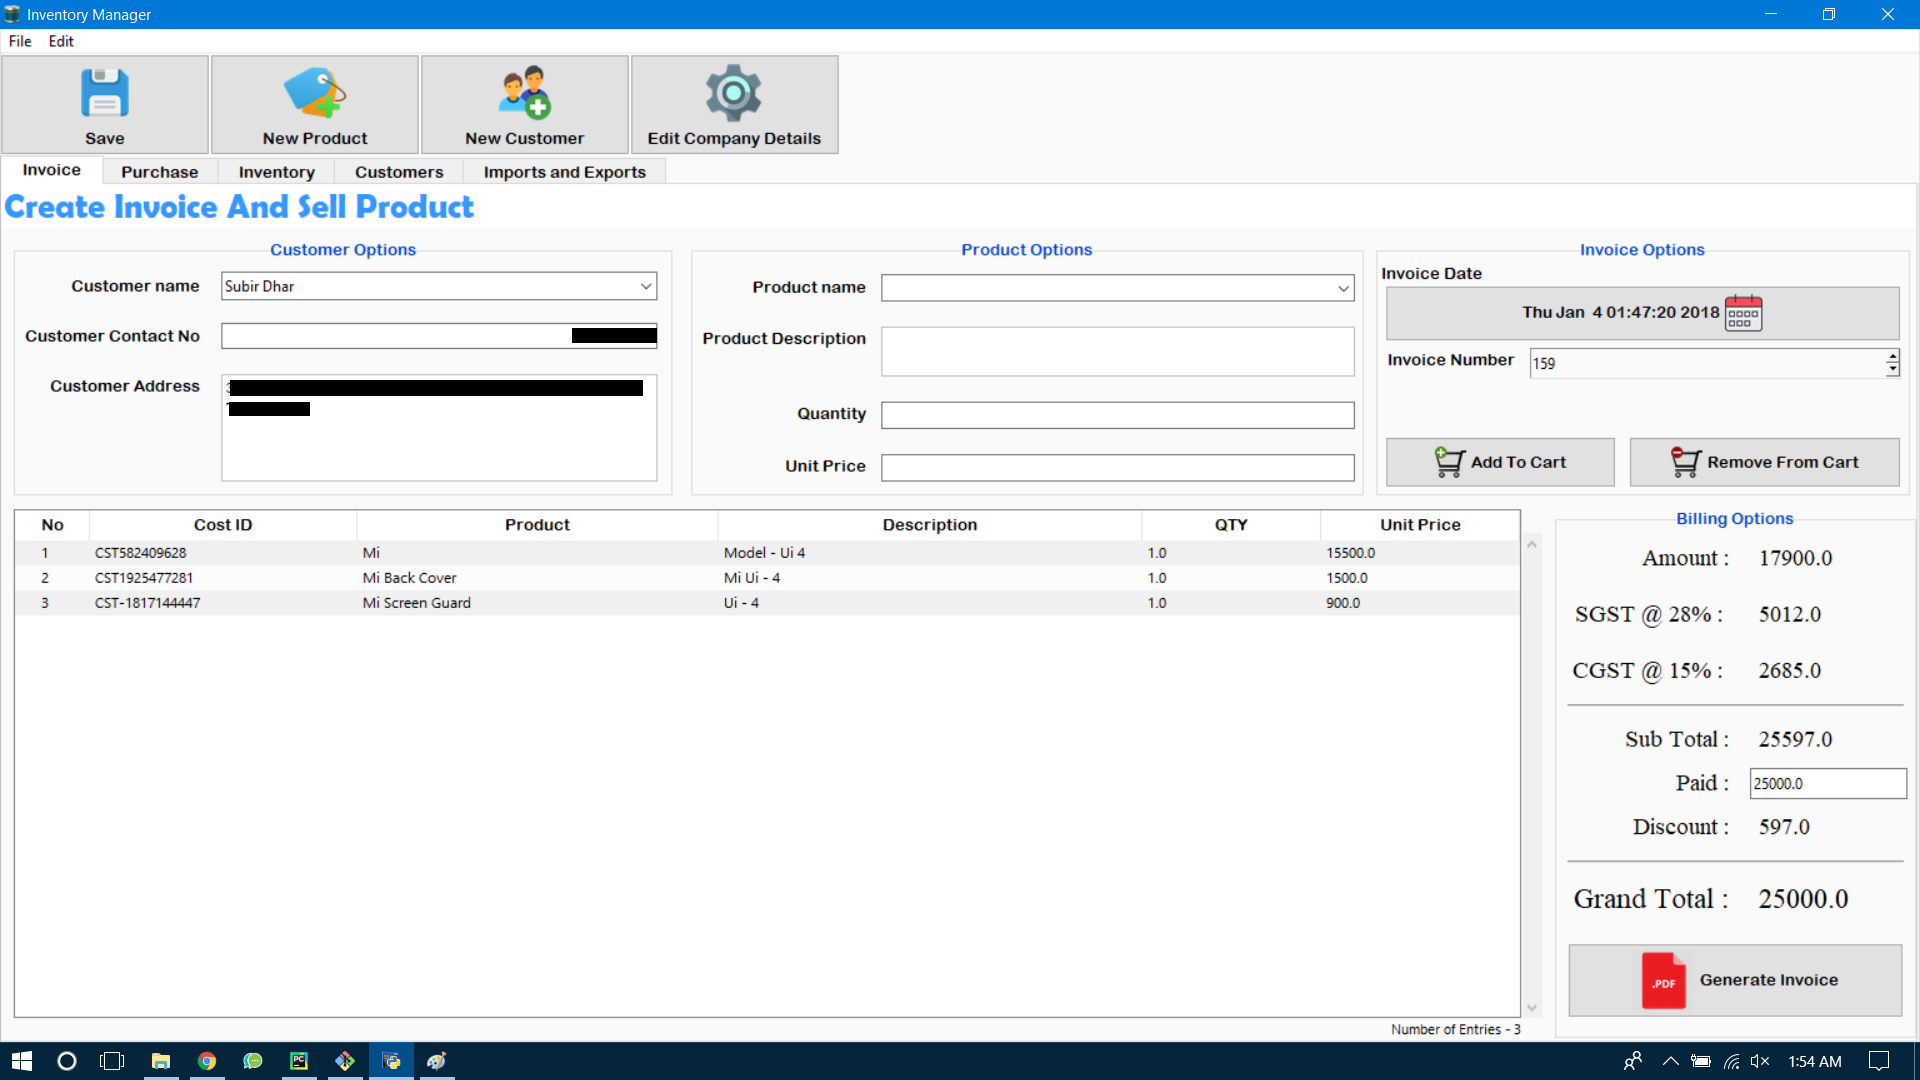 Inventory Manager
File Edit
Save
New Product
New Customer
Edit Company Details
Invoice
Purchase
Inventory
Customers
Imports and Exports
Create Invoice And Sell Product
Customer Options
Customer name
Subir Dhar
Customer Contact No
Customer Address
Product Options
Product name
Product Description
Quantity
Unit Price
Invoice Options
Invoice Date
Thu Jan 4 01:47:20 2018
Invoice Number
159
Add To Cart
Remove From Cart
No Cost ID Product Description QTY Unit Price
1 CST582409628 Mi Model - Ui 4 1.0 15500.0
2 CST1925477281 Mi Back Cover Mi Ui - 4 1.0 1500.0
3 CST-1817144447 Mi Screen Guard Ui - 4 1.0 900.0
Number of Entries - 3
Billing Options
Amount : 17900.0
SGST @ 28% : 5012.0
CGST @ 15% : 2685.0
Sub Total : 25597.0
Paid : 25000.0
Discount : 597.0
Grand Total : 25000.0
.PDF
Generate Invoice
PC
1:54 AM